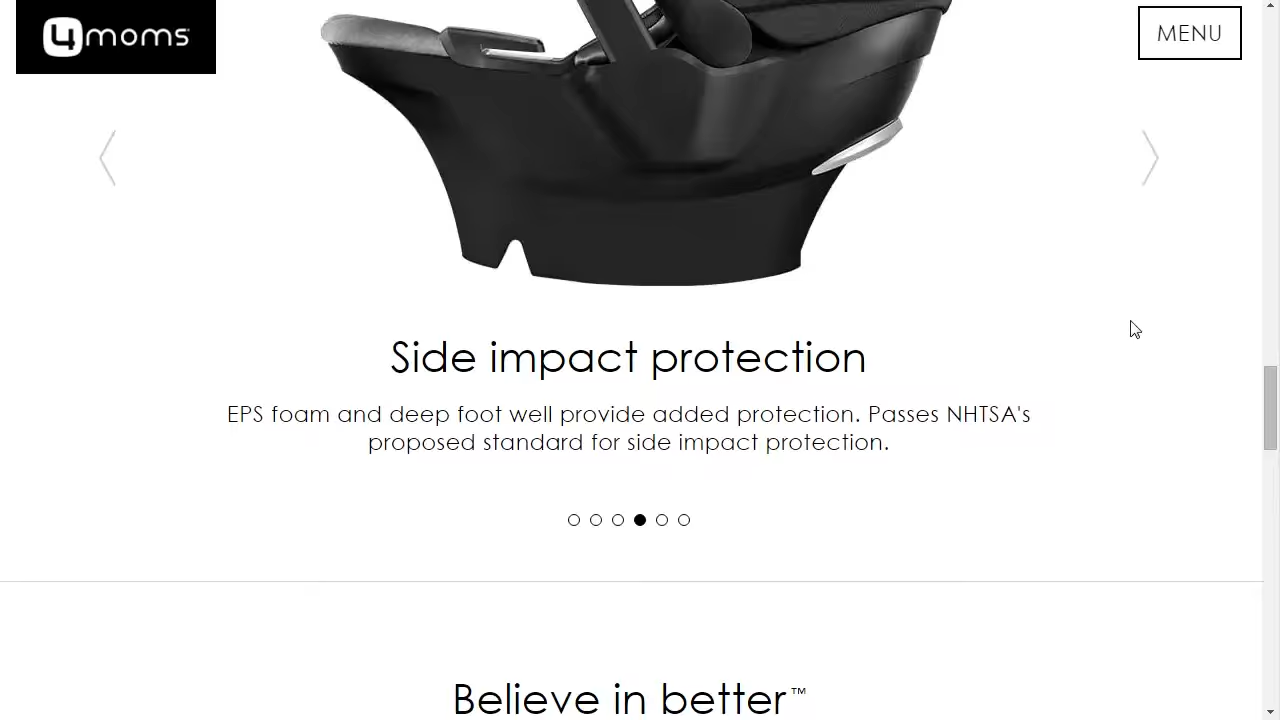 4moms
MENU
Side impact protection
EPS foam and deep foot well provide added protection. Passes NHTSA's
proposed standard for side impact protection.
Believe in better™